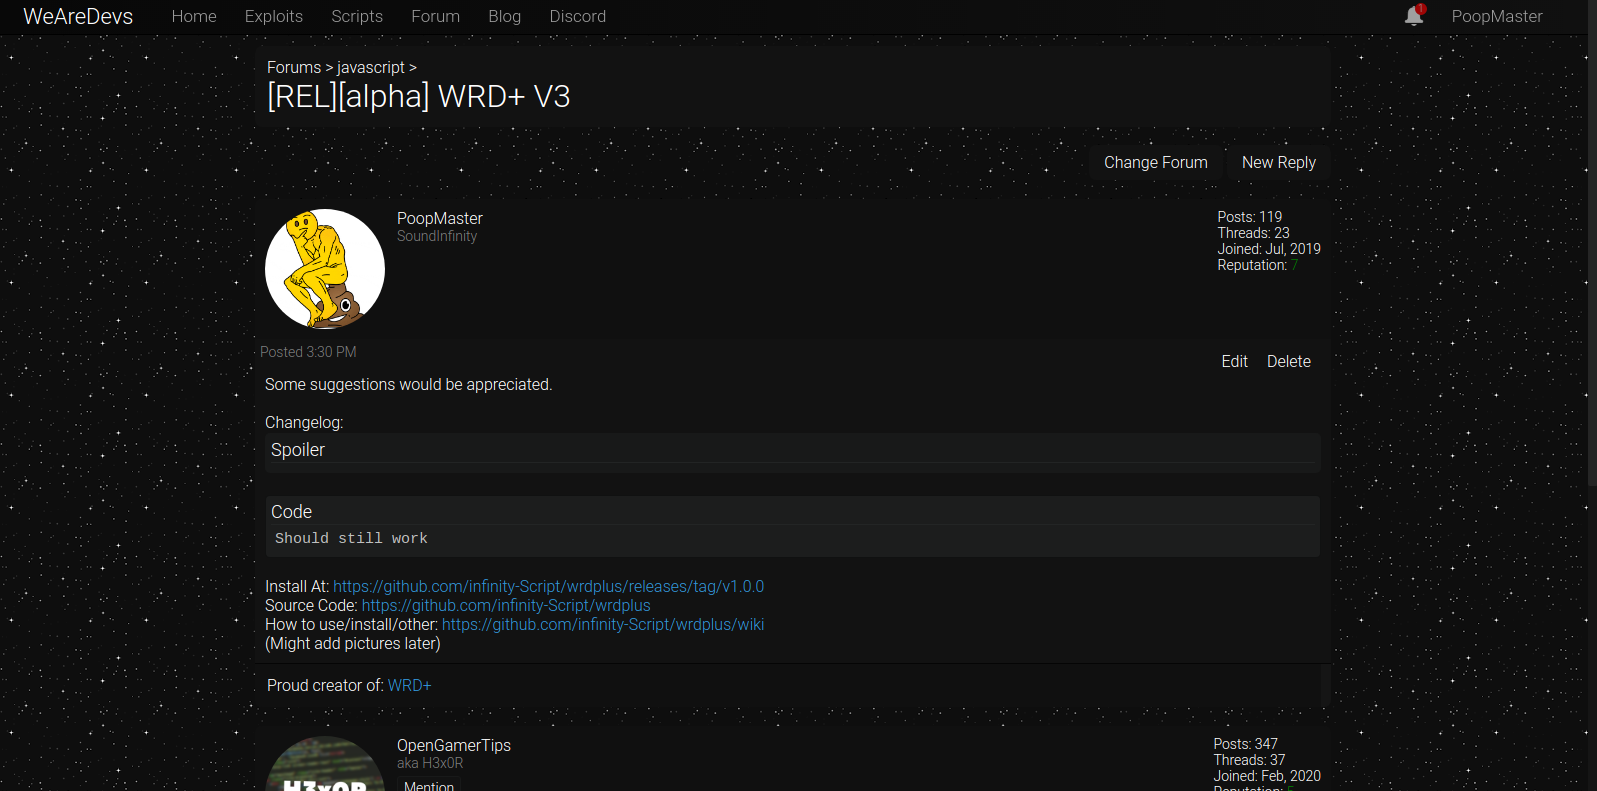 WeAreDevs Home Exploits Scripts Forum Blog Discord 1 PoopMaster
Forums > javascript >
[REL][alpha] WRD+ V3
Change Forum New Reply
PoopMaster
SoundInfinity
Posts: 119
Threads: 23
Joined: Jul, 2019
Reputation: 7
Posted 3:30 PM
Edit Delete
Some suggestions would be appreciated.
Changelog:
Spoiler
Code
Should still work
Install At: https://github.com/infinity-Script/wrdplus/releases/tag/v1.0.0
Source Code: https://github.com/infinity-Script/wrdplus
How to use/install/other: https://github.com/infinity-Script/wrdplus/wiki
(Might add pictures later)
Proud creator of: WRD+
H3x0R
OpenGamerTips
aka H3x0R
Mention
Posts: 347
Threads: 37
Joined: Feb, 2020
Reputation: 5